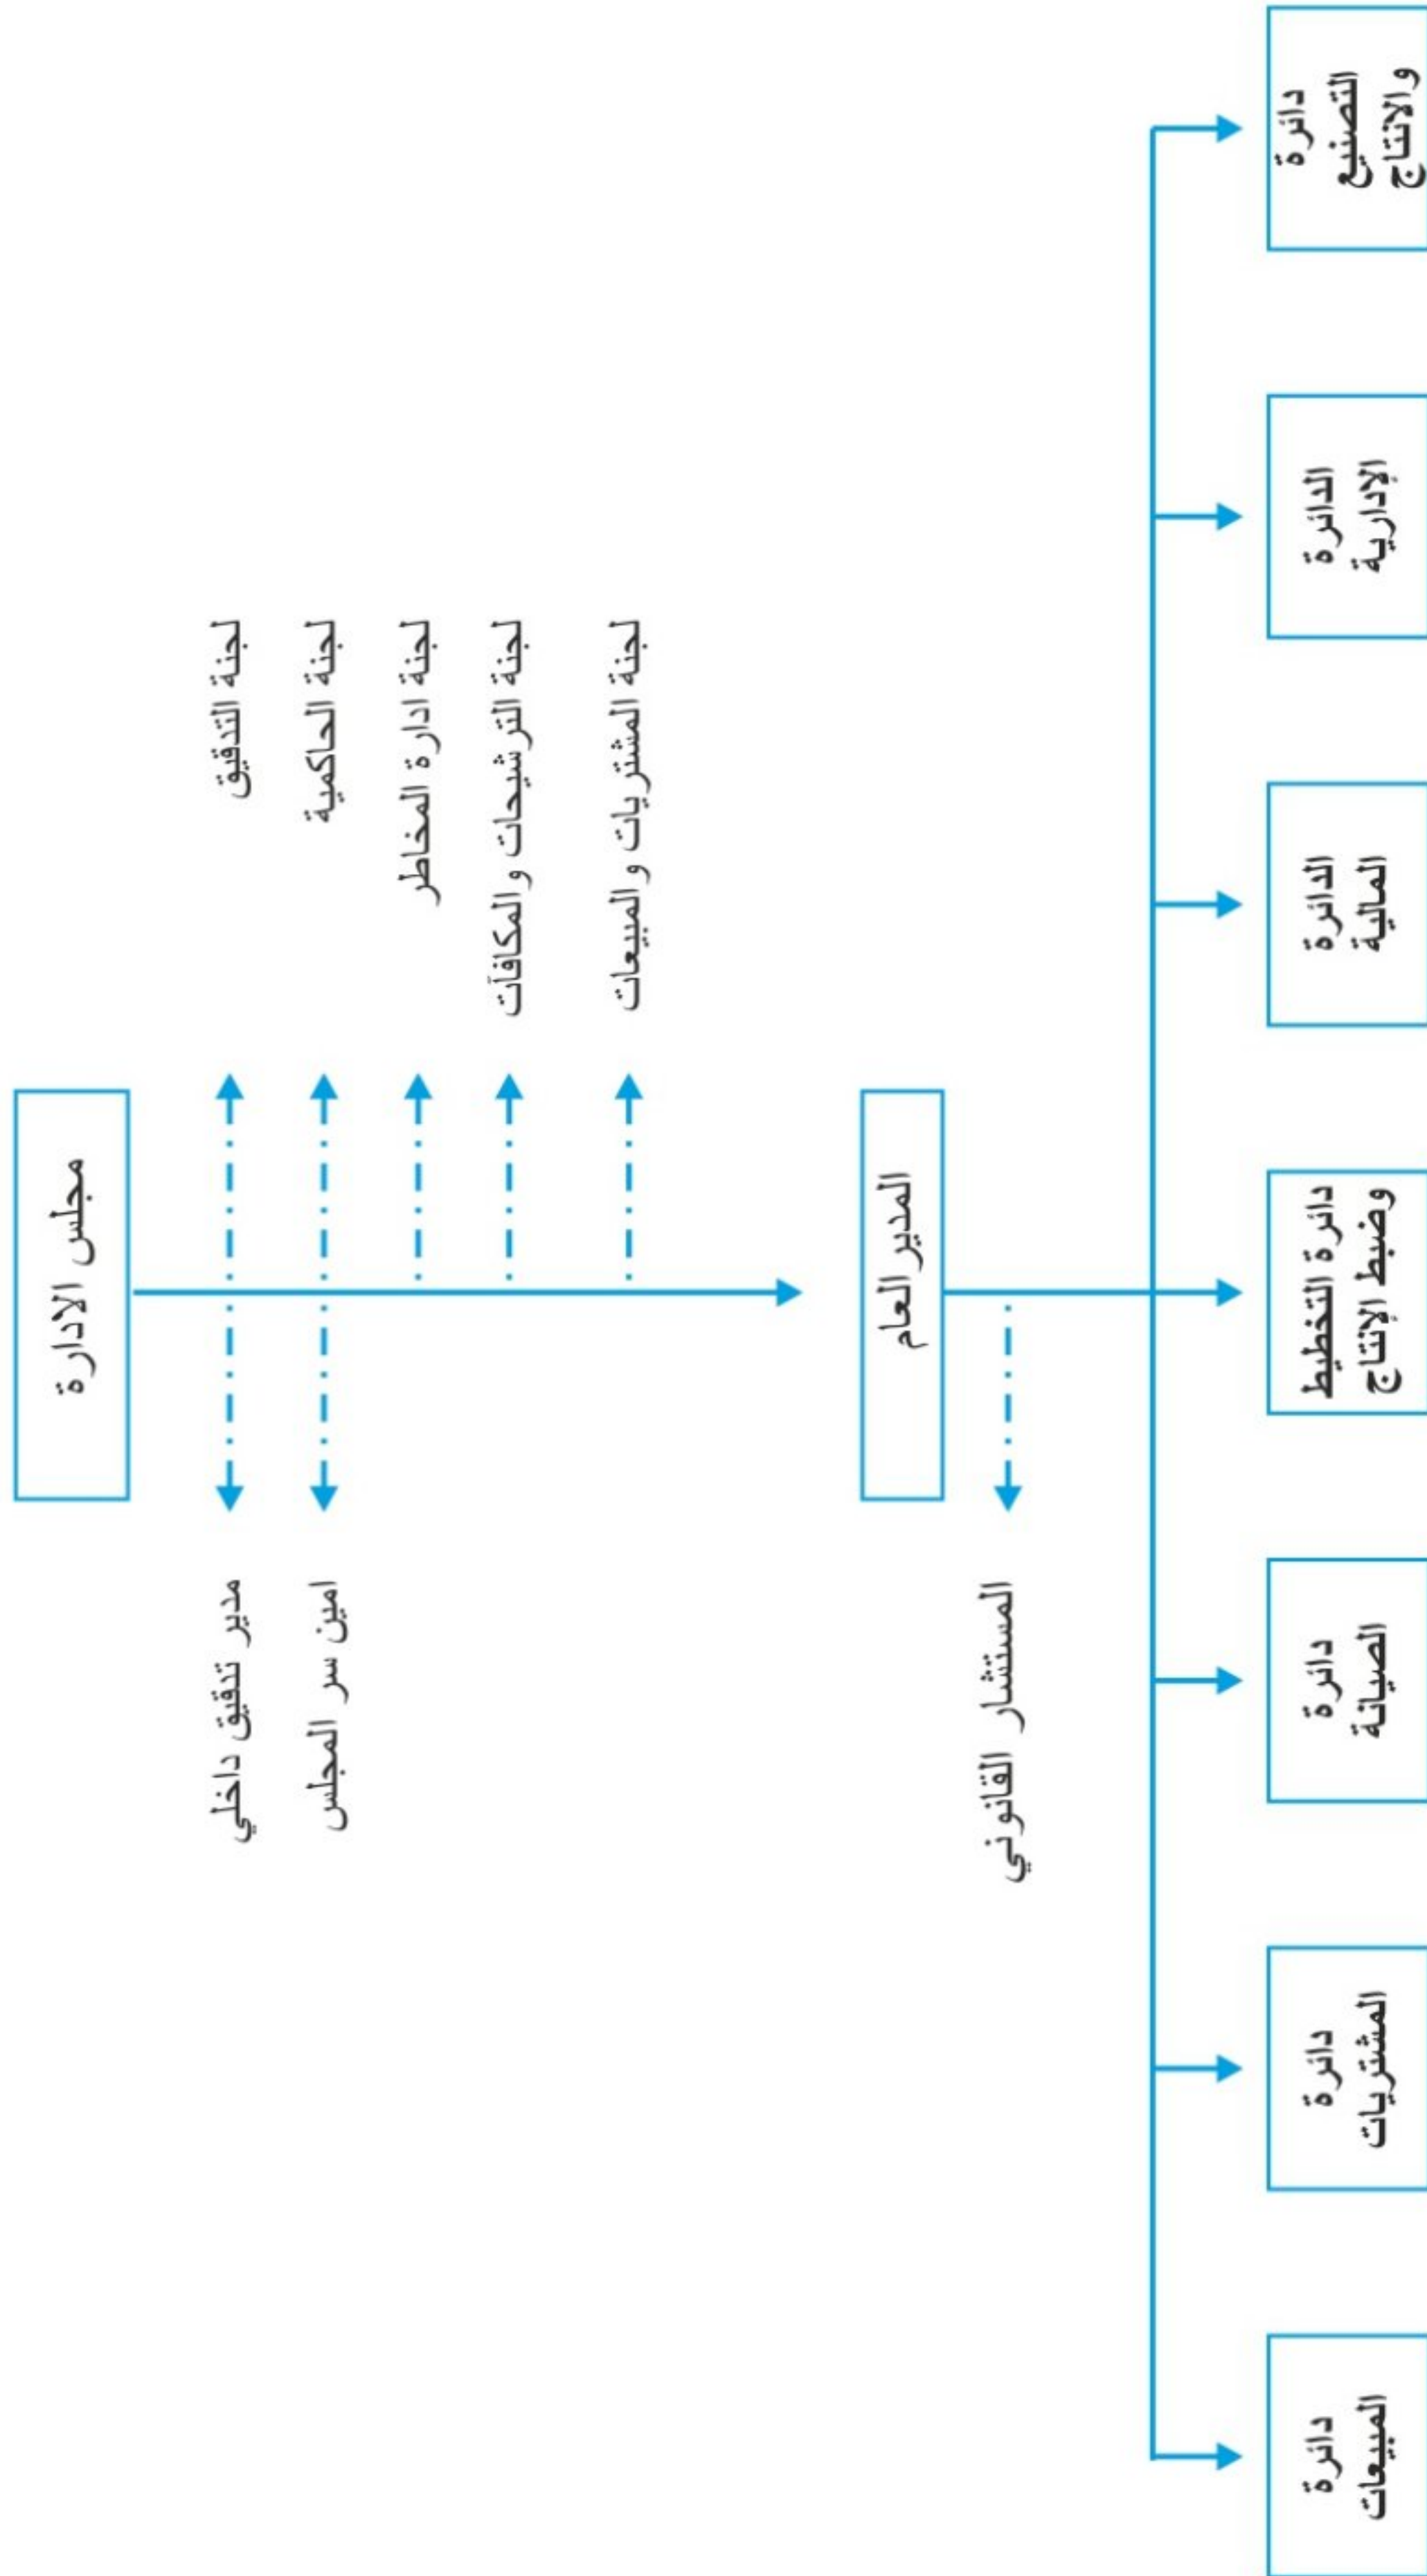 مجلس الادارة
لجنة التدقيق
مدير تدقيق داخلي
لجنة الحاكمية
امين سر المجلس
لجنة ادارة المخاطر
لجنة الترشيحات والمكافآت
لجنة المشتريات والمبيعات
المدير العام
المستشار القانوني
دائرة
التصنيع
والانتاج
الدائرة
الإدارية
الدائرة
المالية
دائرة التخطيط
وضبط الإنتاج
دائرة
الصيانة
دائرة
المشتريات
دائرة
المبيعات